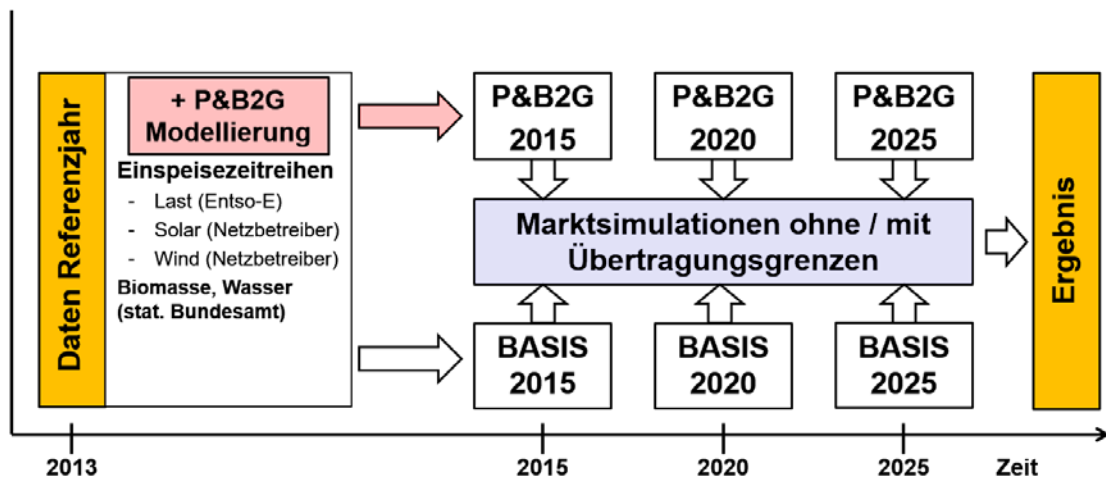 Daten Referenzjahr
+ P&B2G
Modellierung
Einspeisezeitreihen
- Last (Entso-E)
- Solar (Netzbetreiber)
- Wind (Netzbetreiber)
Biomasse, Wasser
(stat. Bundesamt)
P&B2G
2015
P&B2G
2020
P&B2G
2025
Marktsimulationen ohne / mit
Übertragungsgrenzen
BASIS
2015
BASIS
2020
BASIS
2025
Ergebnis
2013
2015
2020
2025
Zeit